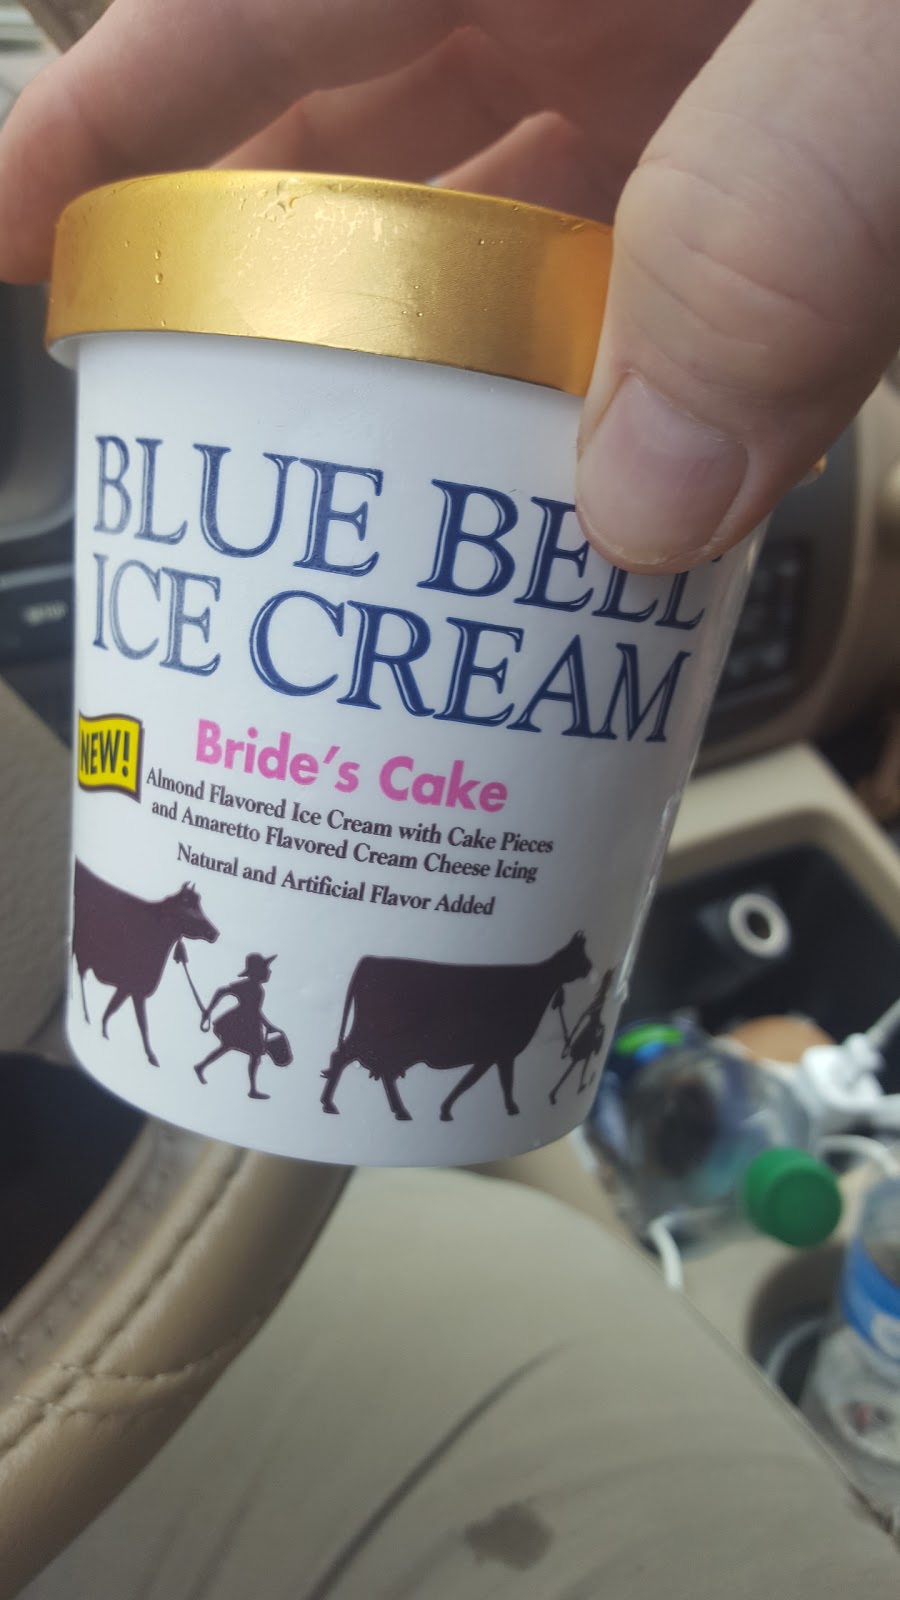 BLUE BELL
ICE CREAM
NEW!
Bride's Cake
Almond Flavored Ice Cream with Cake Pieces
and Amaretto Flavored Cream Cheese Icing
Natural and Artificial Flavor Added